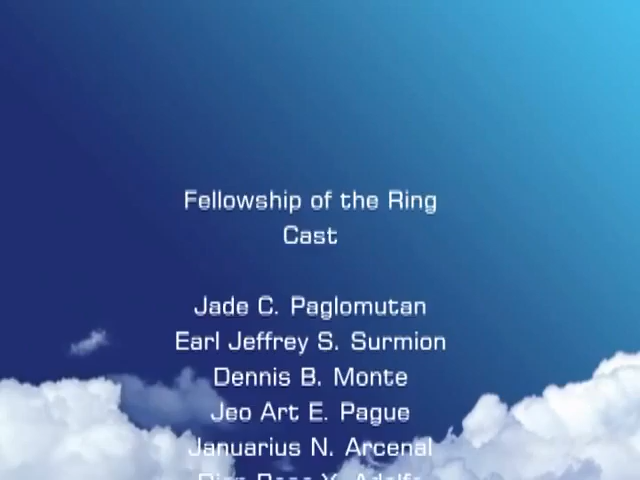 Fellowship of the Ring
Cast
Jade C. Paglomutan
Earl Jeffrey S. Surmion
Dennis B. Monte
Jeo Art E. Pague
Januarius N. Arcenal